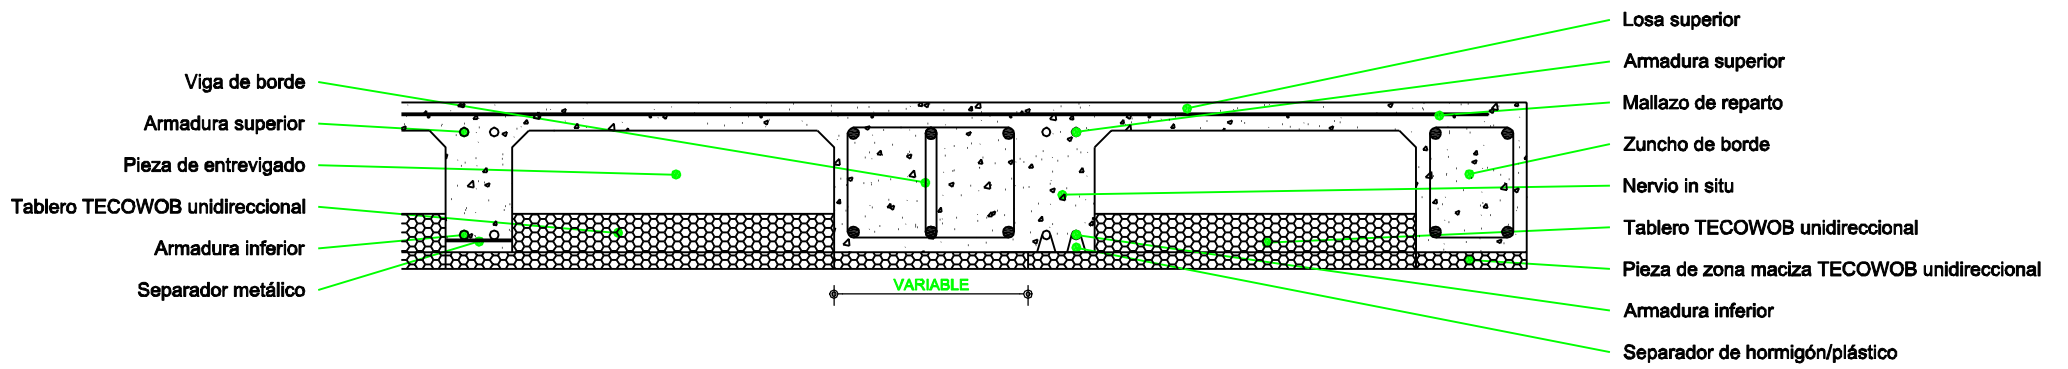 Viga de borde
Armadura superior
Pieza de entrevigado
Tablero TECOWOB unidireccional
Armadura inferior
Separador metálico
VARIABLE
Losa superior
Armadura superior
Mallazo de reparto
Zuncho de borde
Nervio in situ
Tablero TECOWOB unidireccional
Pieza de zona maciza TECOWOB unidireccional
Armadura inferior
Separador de hormigón/plástico